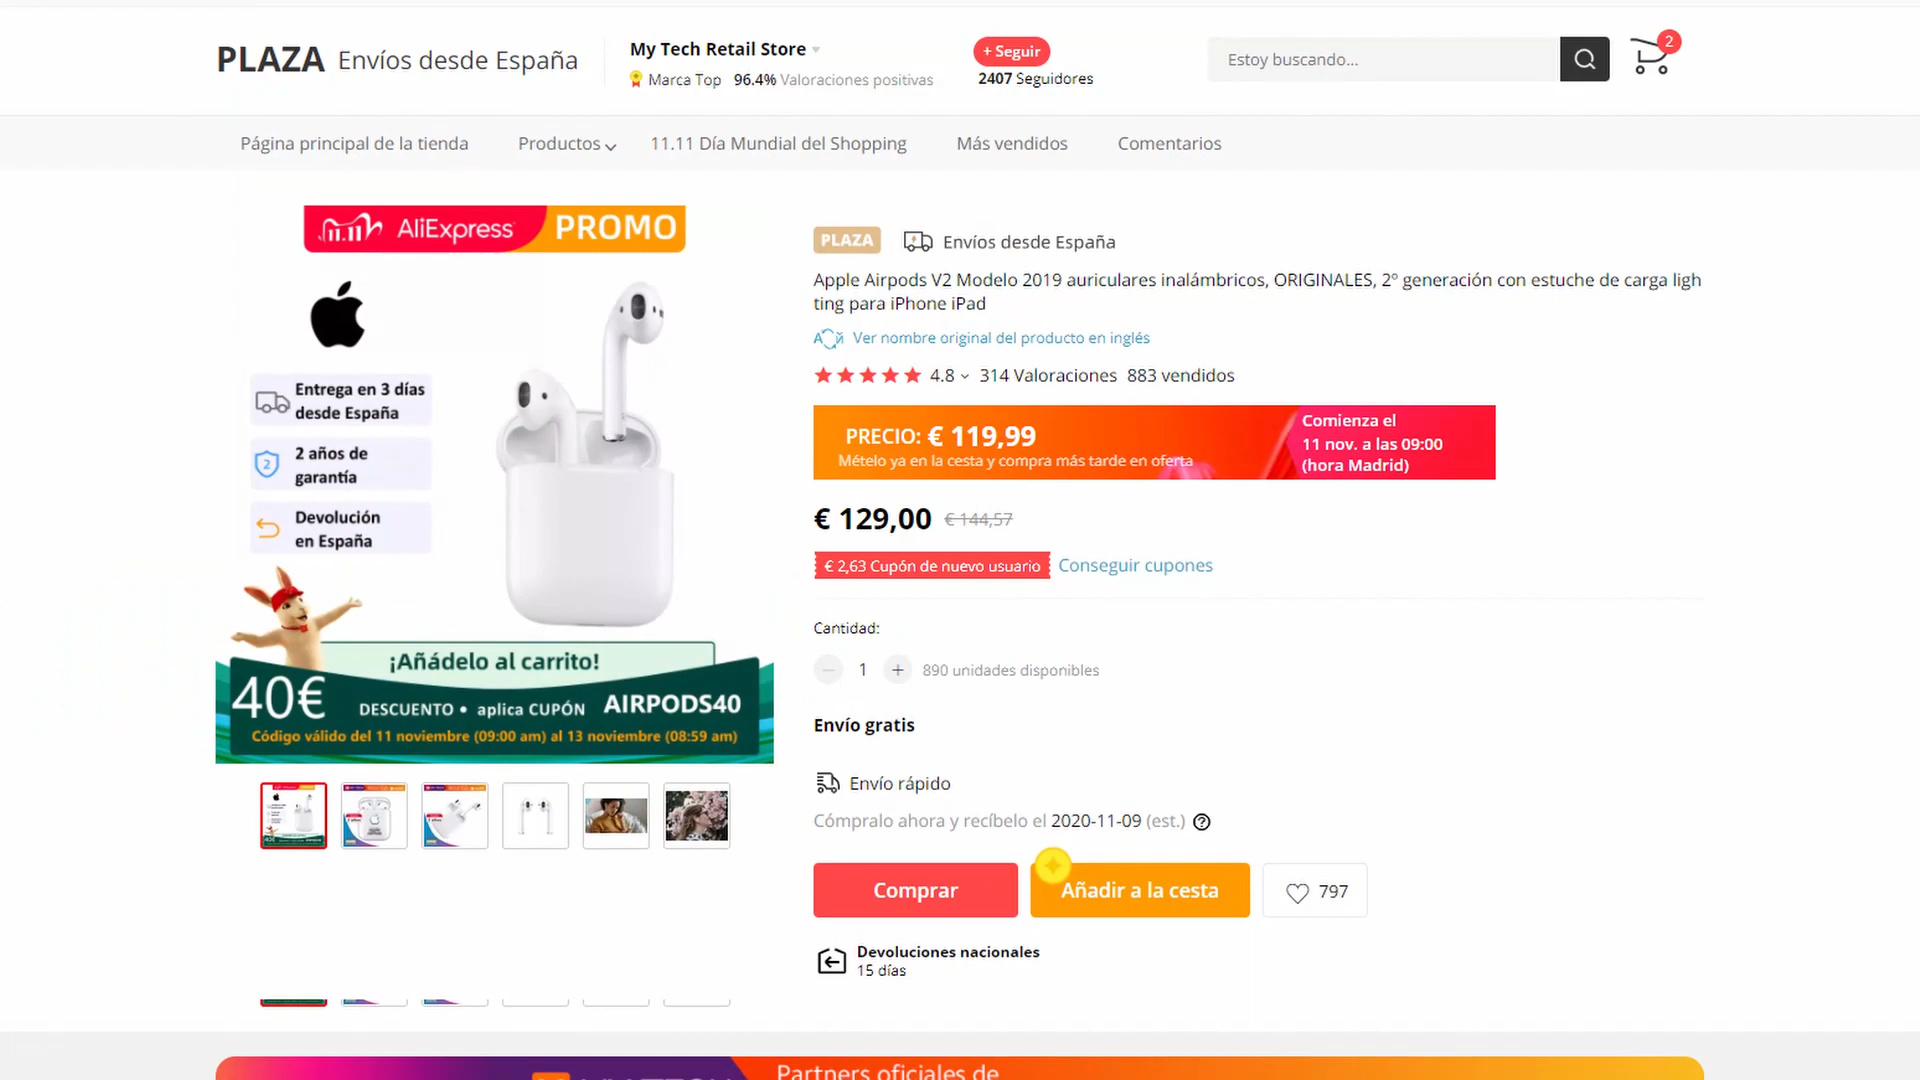 PLAZA Envíos desde España
My Tech Retail Store
Marca Top 96.4% Valoraciones positivas
+ Seguir
2407 Seguidores
Estoy buscando...
2
Página principal de la tienda
Productos
11.11 Día Mundial del Shopping
Más vendidos
Comentarios
11.11 AliExpress PROMO
Entrega en 3 días
desde España
2
2 años de
garantía
Devolución
en España
¡Añádelo al carrito!
40€ DESCUENTO • aplica CUPÓN AIRPODS40
Código válido del 11 noviembre (09:00 am) al 13 noviembre (08:59 am)
PLAZA Envíos desde España
Apple Airpods V2 Modelo 2019 auriculares inalámbricos, ORIGINALES, 2º generación con estuche de carga ligh
ting para iPhone iPad
Ver nombre original del producto en inglés
4.8 314 Valoraciones 883 vendidos
PRECIO: € 119,99
Mételo ya en la cesta y compra más tarde en oferta
Comienza el
11 nov. a las 09:00
(hora Madrid)
€ 129,00 € 144,57
€ 2,63 Cupón de nuevo usuario Conseguir cupones
Cantidad:
− 1 + 890 unidades disponibles
Envío gratis
Envío rápido
Cómpralo ahora y recíbelo el 2020-11-09 (est.) ?
Comprar
Añadir a la cesta
797
Devoluciones nacionales
15 días
Partners oficiales de